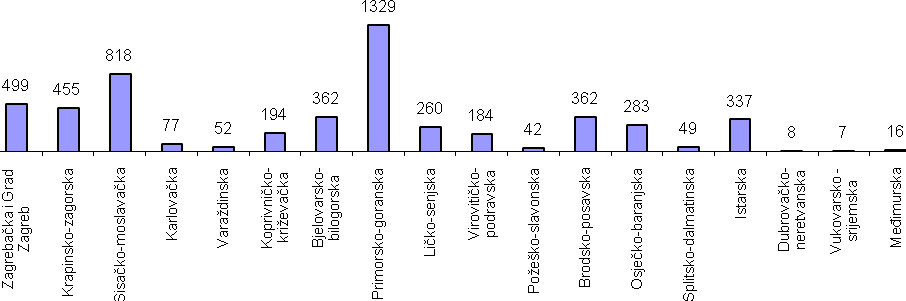 499
455
818
77
52
194
362
1329
260
184
42
362
283
49
337
8
7
16
Zagrebačka i Grad
Zagreb
Krapinsko-zagorska
Sisačko-moslavačka
Karlovačka
Varaždinska
Koprivničko-
križevačka
Bjelovarsko-
bilogorska
Primorsko-goranska
Ličko-senjska
Virovitičko-
podravska
Požeško-slavonska
Brodsko-posavska
Osječko-baranjska
Splitsko-dalmatinska
Istarska
Dubrovačko-
neretvanska
Vukovarsko -
srijemska
Međimurska